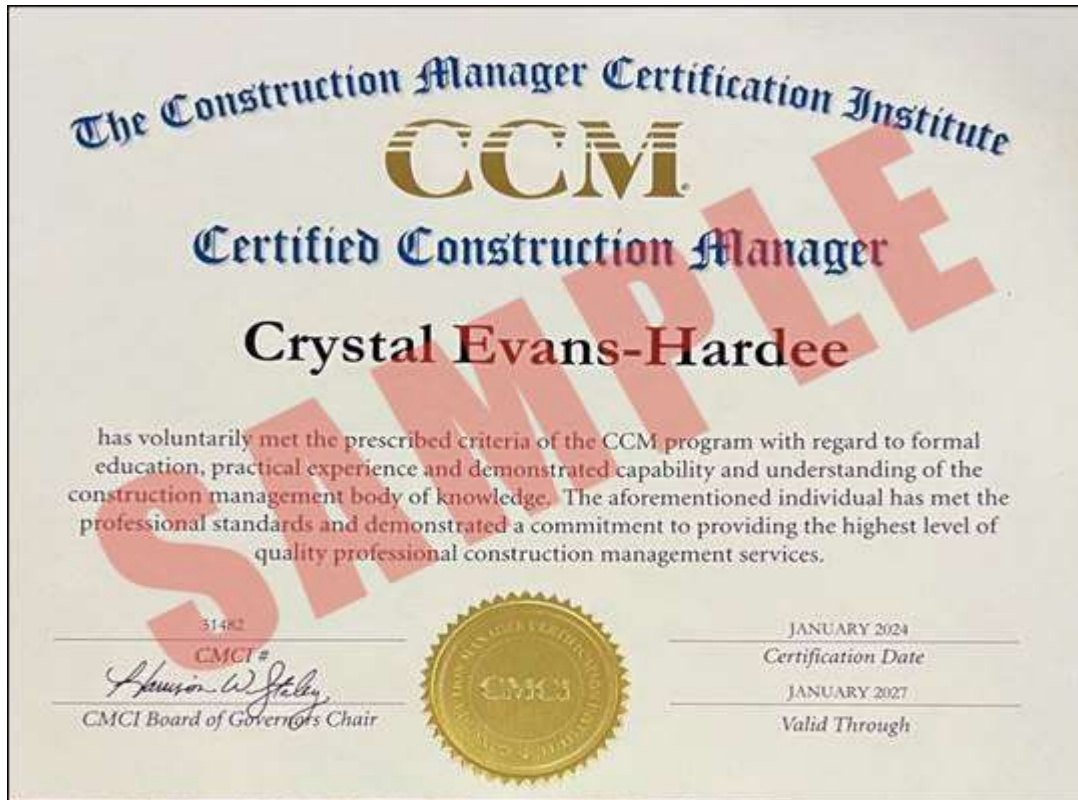 The Construction Manager Certification Institute
CCM
Certified Construction Manager
Crystal Evans-Hardee
has voluntarily met the prescribed criteria of the CCM program with regard to formal
education, practical experience and demonstrated capability and understanding of the
construction management body of knowledge. The aforementioned individual has met the
professional standards and demonstrated a commitment to providing the highest level of
quality professional construction management services.
SAMPLE
31482
CMCI #
CMCI Board of Governors Chair
CMCI
JANUARY 2024
Certification Date
JANUARY 2027
Valid Through